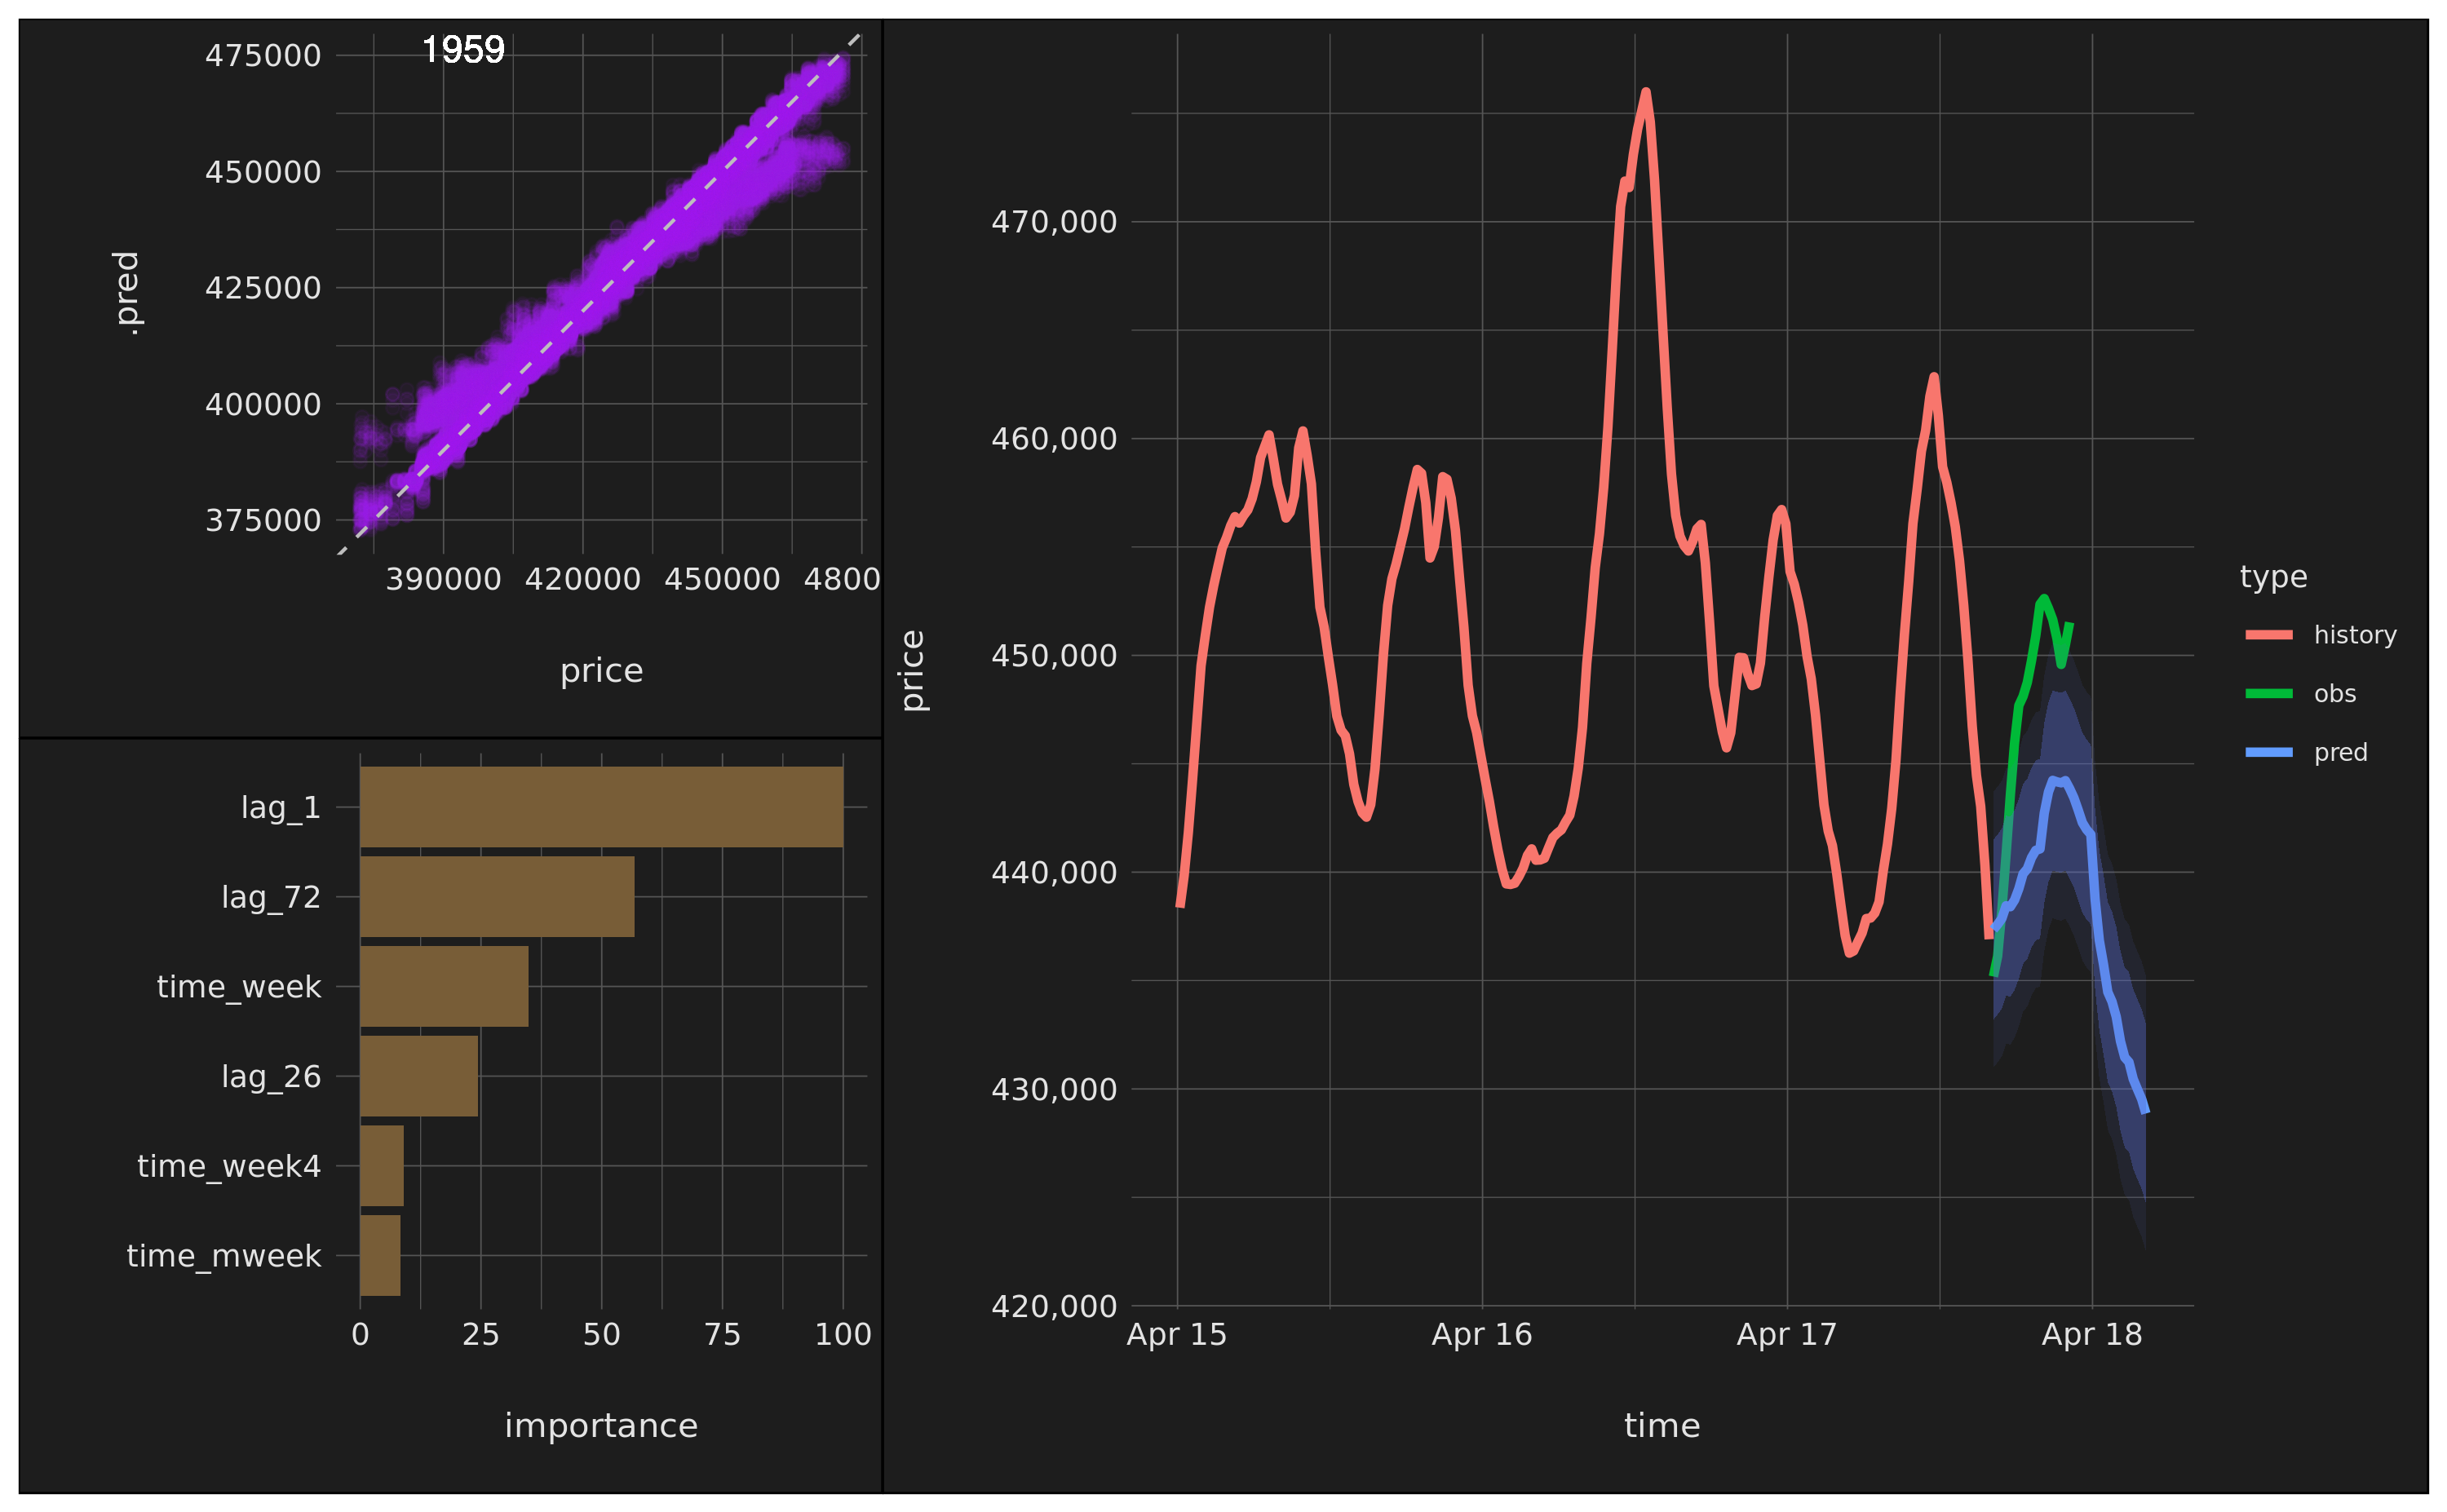 1959
475000
450000
425000
400000
375000
.pred
390000 420000 450000 4800
price
lag_1
lag_72
time_week
lag_26
time_week4
time_mweek
0 25 50 75 100
importance
470,000
460,000
450,000
440,000
430,000
420,000
price
Apr 15 Apr 16 Apr 17 Apr 18
time
type
history
obs
pred